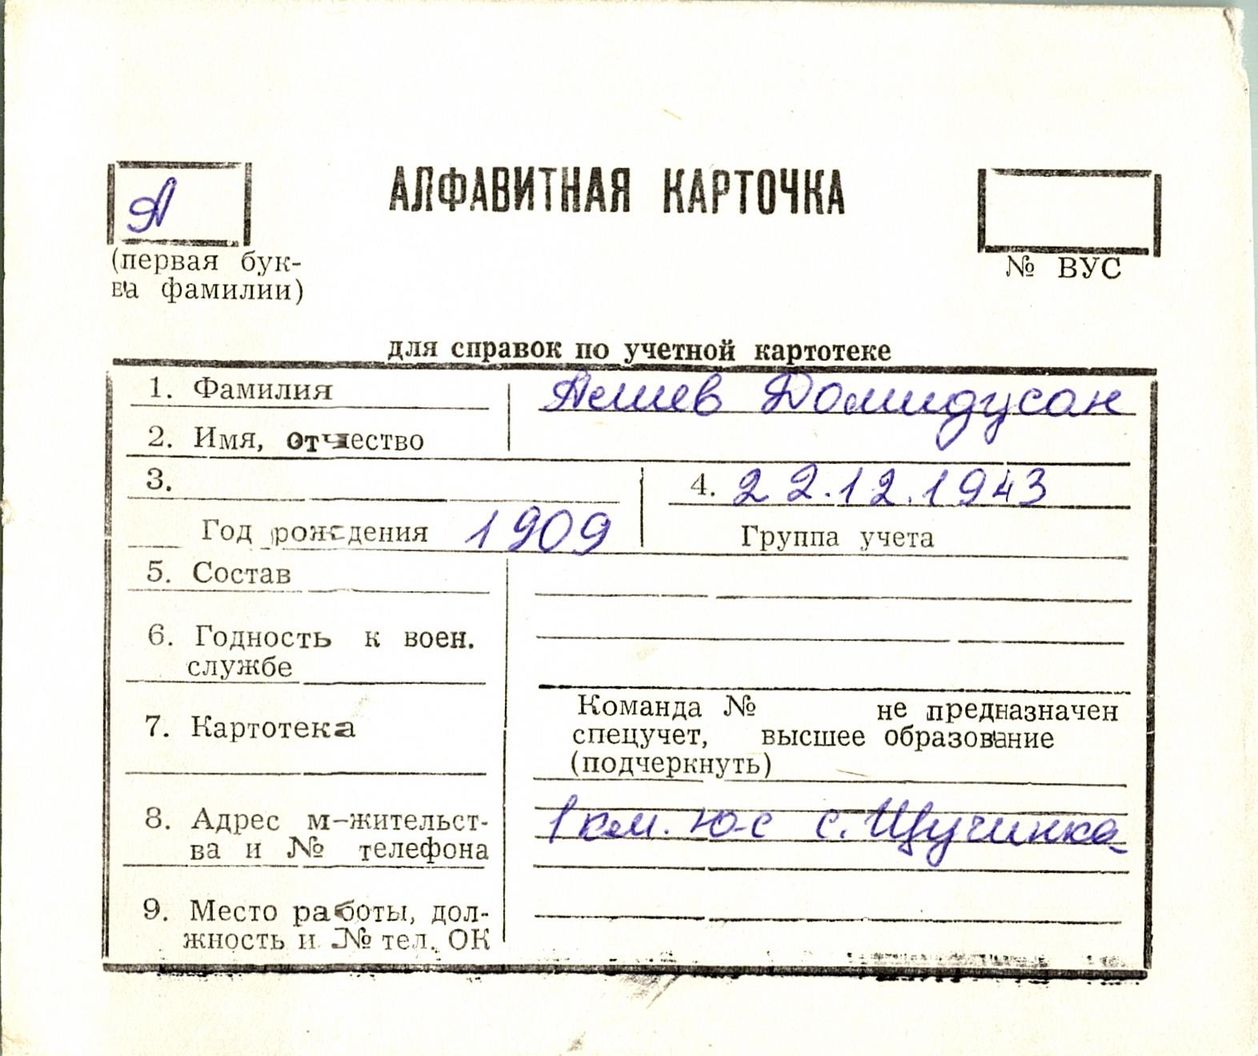 А
АЛФАВИТНАЯ КАРТОЧКА
(первая бук-
ва фамилии)
№ ВУС
для справок по учетной картотеке
1. Фамилия
Алиев Домидусан
2. Имя, отчество
3.
Год рождения 1909
4. 22.12.1943
Группа учета
5. Состав
6. Годность к воен.
службе
7. Картотека
Команда № не предназначен
спецучет, высшее образование
(подчеркнуть)
8. Адрес м-жительст-
ва и № телефона
1 км. ю-с с. Щучинка
9. Место работы, дол-
жность и № тел. ОК